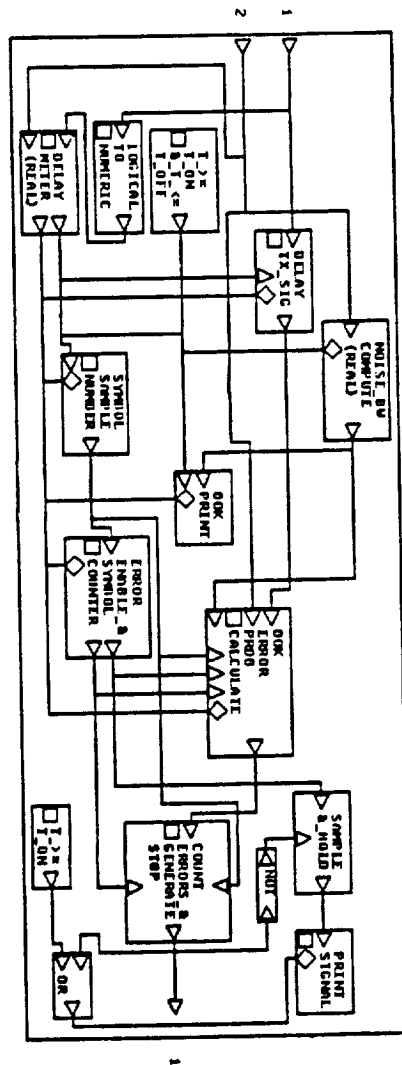 1
2
NOISE_BW
COMPUTE
(REAL)
DELAY
TX_SIG
T_>=
T_ON
&_T_<=
T_OFF
LOGICAL
TO
NUMERIC
DELAY
METER
(REAL)
OOK
PRINT
SYMBOL
SAMPLE
NUMBER
OOK
ERROR
PROB
CALCULATE
ERROR
ENABLE_&
SYMBOL
COUNTER
SAMPLE
&_HOLD
PRINT
SIGNAL
NOT
COUNT
ERRORS_&
GENERATE
STOP
T_>=
T_ON
OR
1